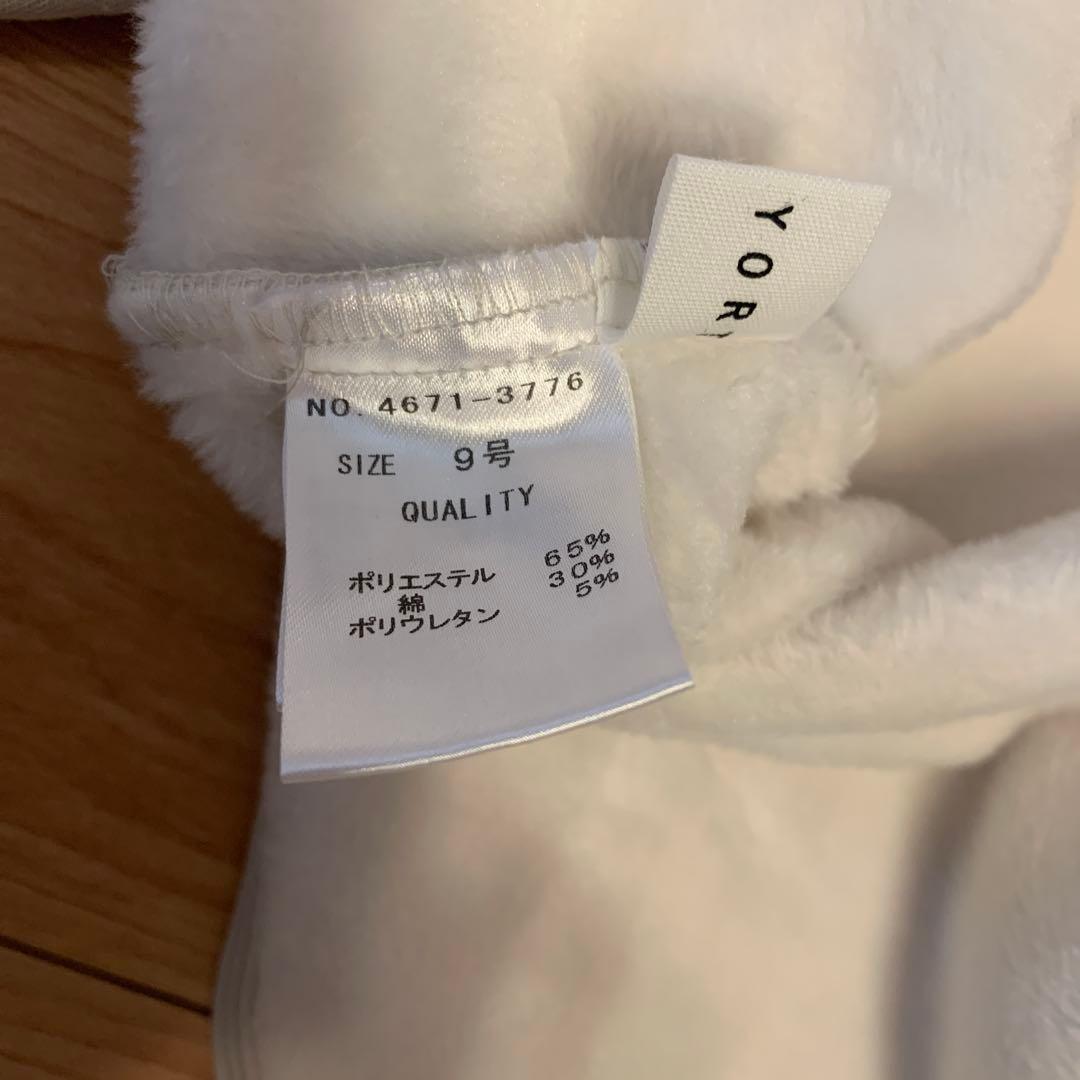 YOR
NO. 4671-3776
SIZE 9号
QUALITY
ポリエステル 65%
綿 30%
ポリウレタン 5%